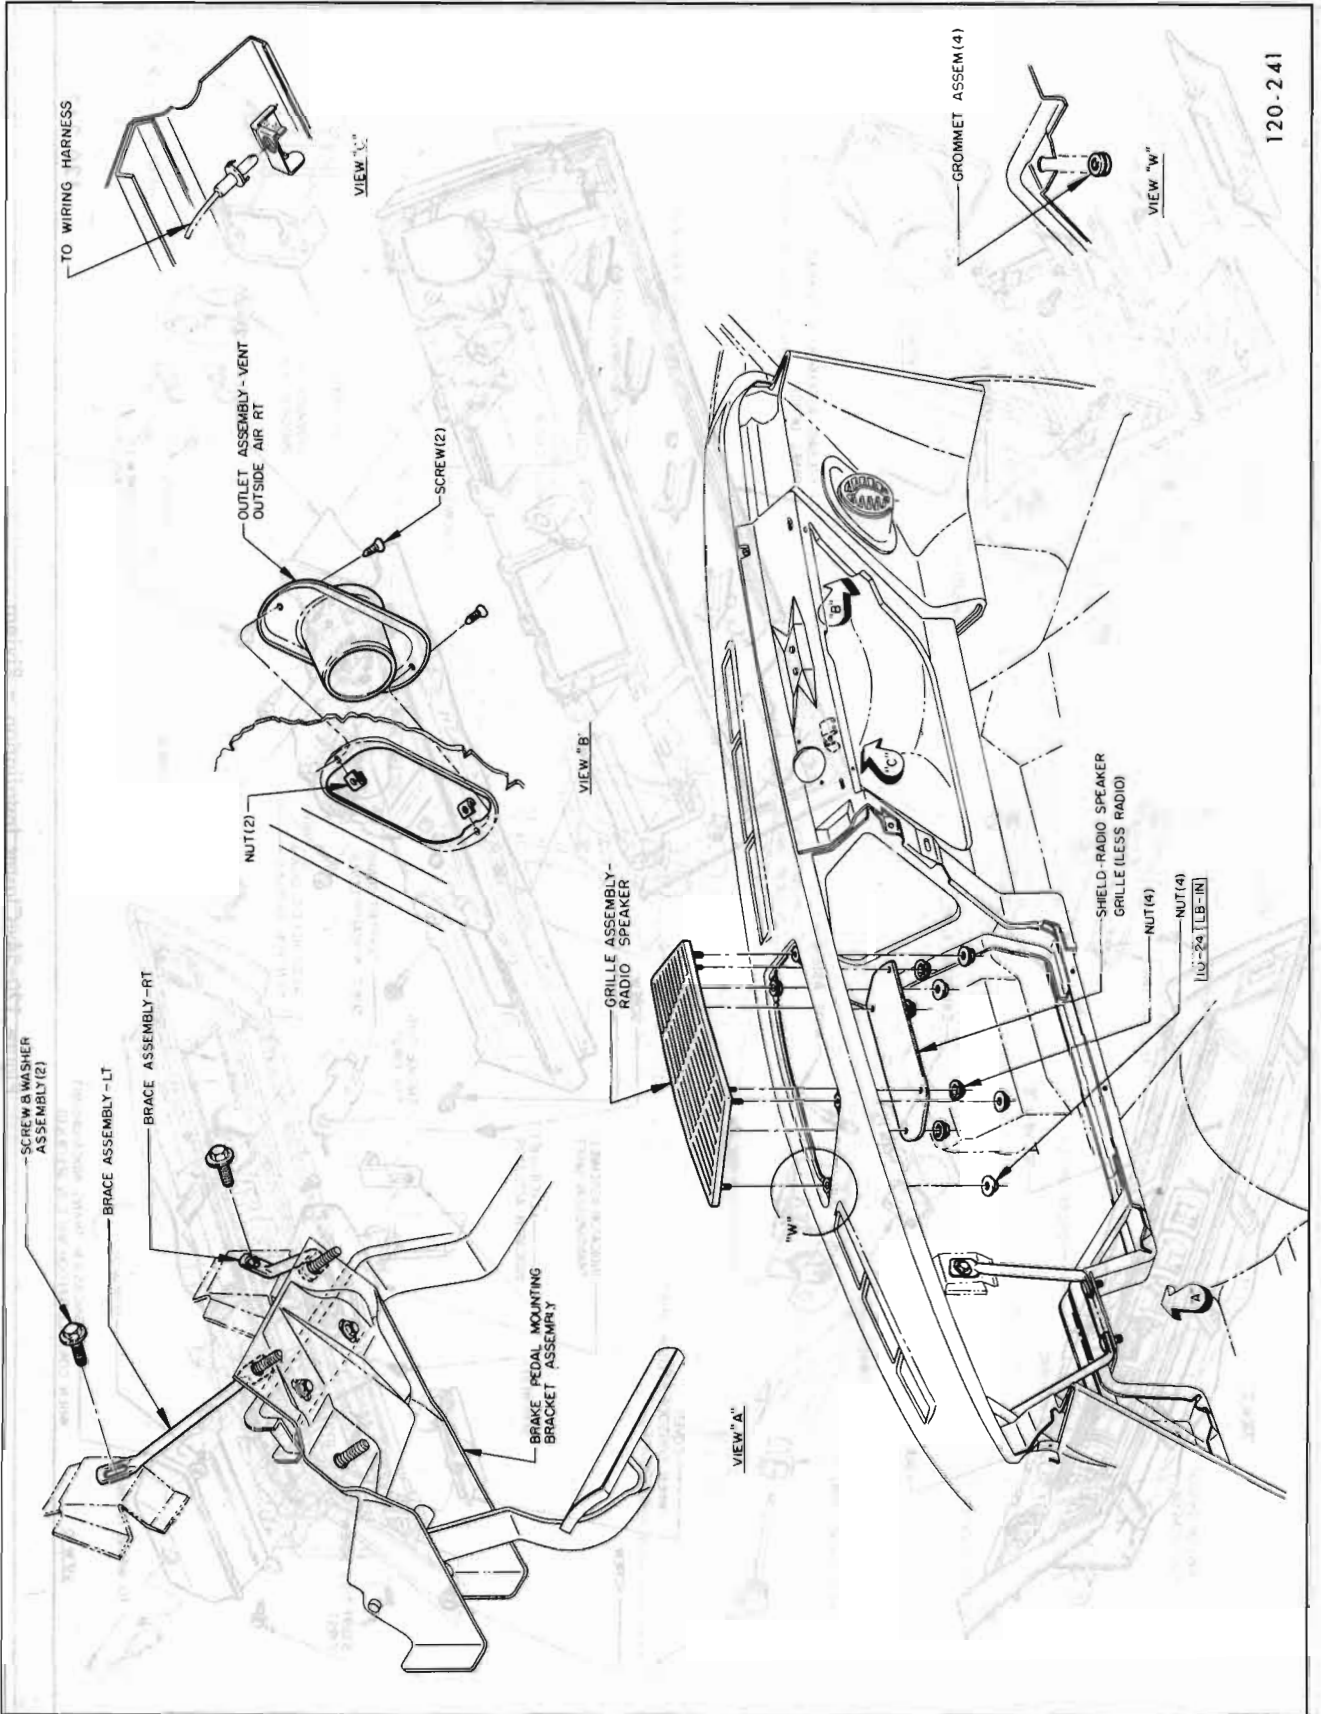 SCREW & WASHER
ASSEMBLY(2)
BRACE ASSEMBLY-LT
BRACE ASSEMBLY-RT
BRAKE PEDAL MOUNTING
BRACKET ASSEMBLY
VIEW "A"
NUT(2)
OUTLET ASSEMBLY-VENT
OUTSIDE AIR RT
SCREW(2)
VIEW "B"
TO WIRING HARNESS
VIEW "C"
GRILLE ASSEMBLY-
RADIO SPEAKER
"W"
"A"
"B"
"C"
SHIELD-RADIO SPEAKER
GRILLE (LESS RADIO)
NUT(4)
NUT(4)
LB-IN
GROMMET ASSEM(4)
VIEW "W"
120-241